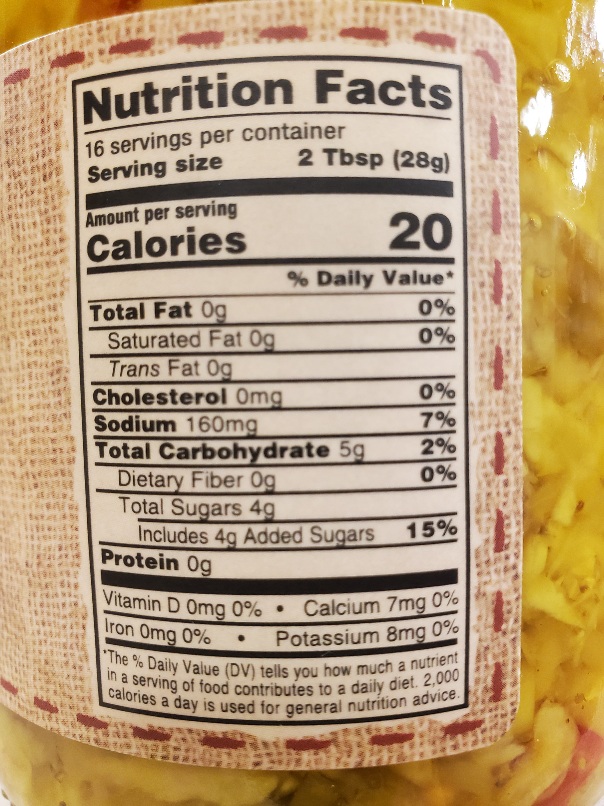 Nutrition Facts
16 servings per container
Serving size 2 Tbsp (28g)
Amount per serving
Calories 20
% Daily Value*
Total Fat 0g 0%
Saturated Fat 0g 0%
Trans Fat 0g
Cholesterol 0mg 0%
Sodium 160mg 7%
Total Carbohydrate 5g 2%
Dietary Fiber 0g 0%
Total Sugars 4g
Includes 4g Added Sugars 15%
Protein 0g
Vitamin D 0mg 0% • Calcium 7mg 0%
Iron 0mg 0% • Potassium 8mg 0%
*The % Daily Value (DV) tells you how much a nutrient
in a serving of food contributes to a daily diet. 2,000
calories a day is used for general nutrition advice.